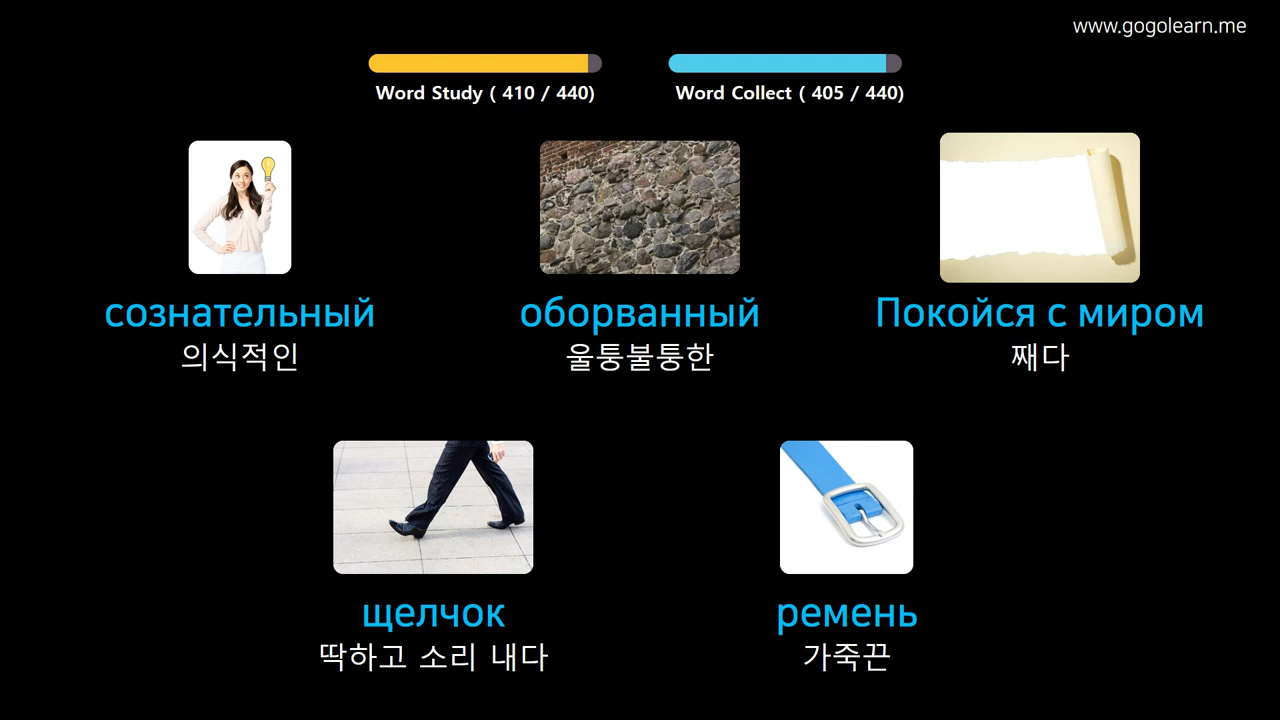 www.gogolearn.me
Word Study ( 410 / 440)
Word Collect ( 405 / 440)
сознательный
의식적인
оборванный
울퉁불퉁한
Покойся с миром
째다
щелчок
딱하고 소리 내다
ремень
가죽끈